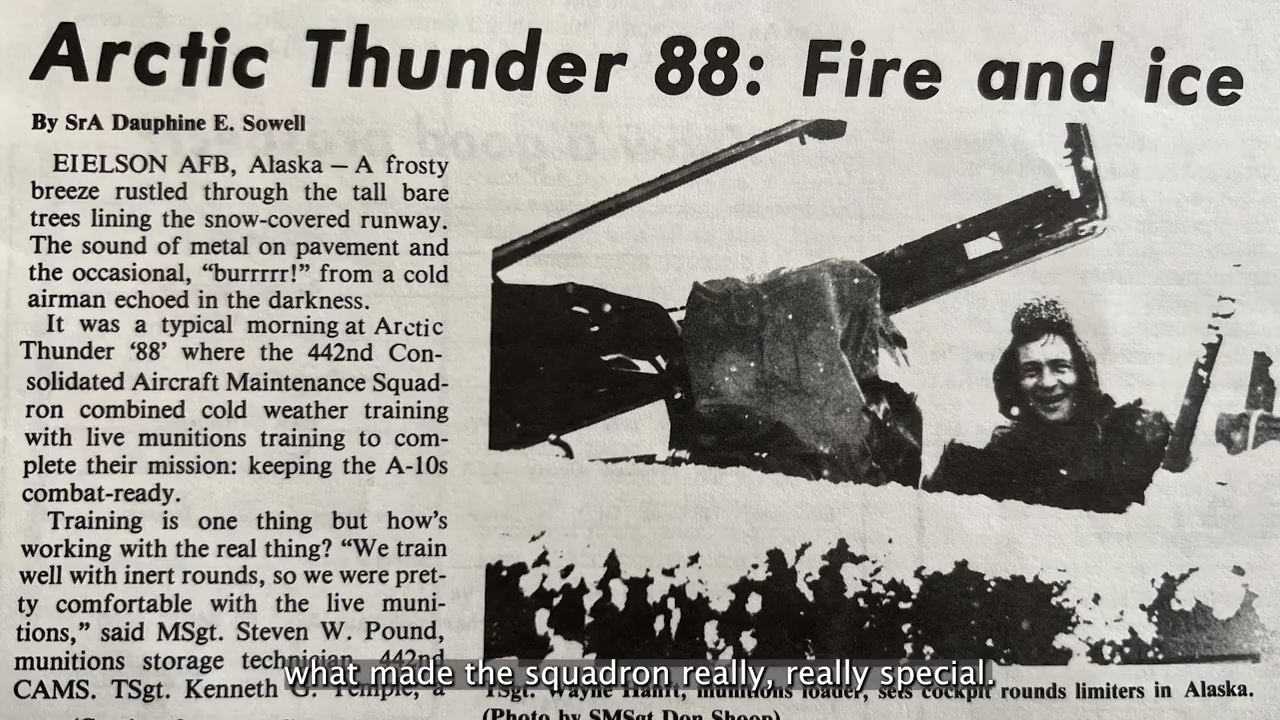 Arctic Thunder 88: Fire and ice
By SrA Dauphine E. Sowell
EIELSON AFB, Alaska – A frosty
breeze rustled through the tall bare
trees lining the snow-covered runway.
The sound of metal on pavement and
the occasional, “burrrrr!” from a cold
airman echoed in the darkness.
It was a typical morning at Arctic
Thunder ‘88’ where the 442nd Con-
solidated Aircraft Maintenance Squad-
ron combined cold weather training
with live munitions training to com-
plete their mission: keeping the A-10s
combat-ready.
Training is one thing but how’s
working with the real thing? “We train
well with inert rounds, so we were pret-
ty comfortable with the live muni-
tions,” said MSgt. Steven W. Pound,
munitions storage technician, 442nd
CAMS. TSgt. Kenneth G. Temple, a
TSgt. Wayne Hanft, munitions loader, sets cockpit rounds limiters in Alaska.
(Photo by SMSgt Don Shoop)
what made the squadron really, really special.